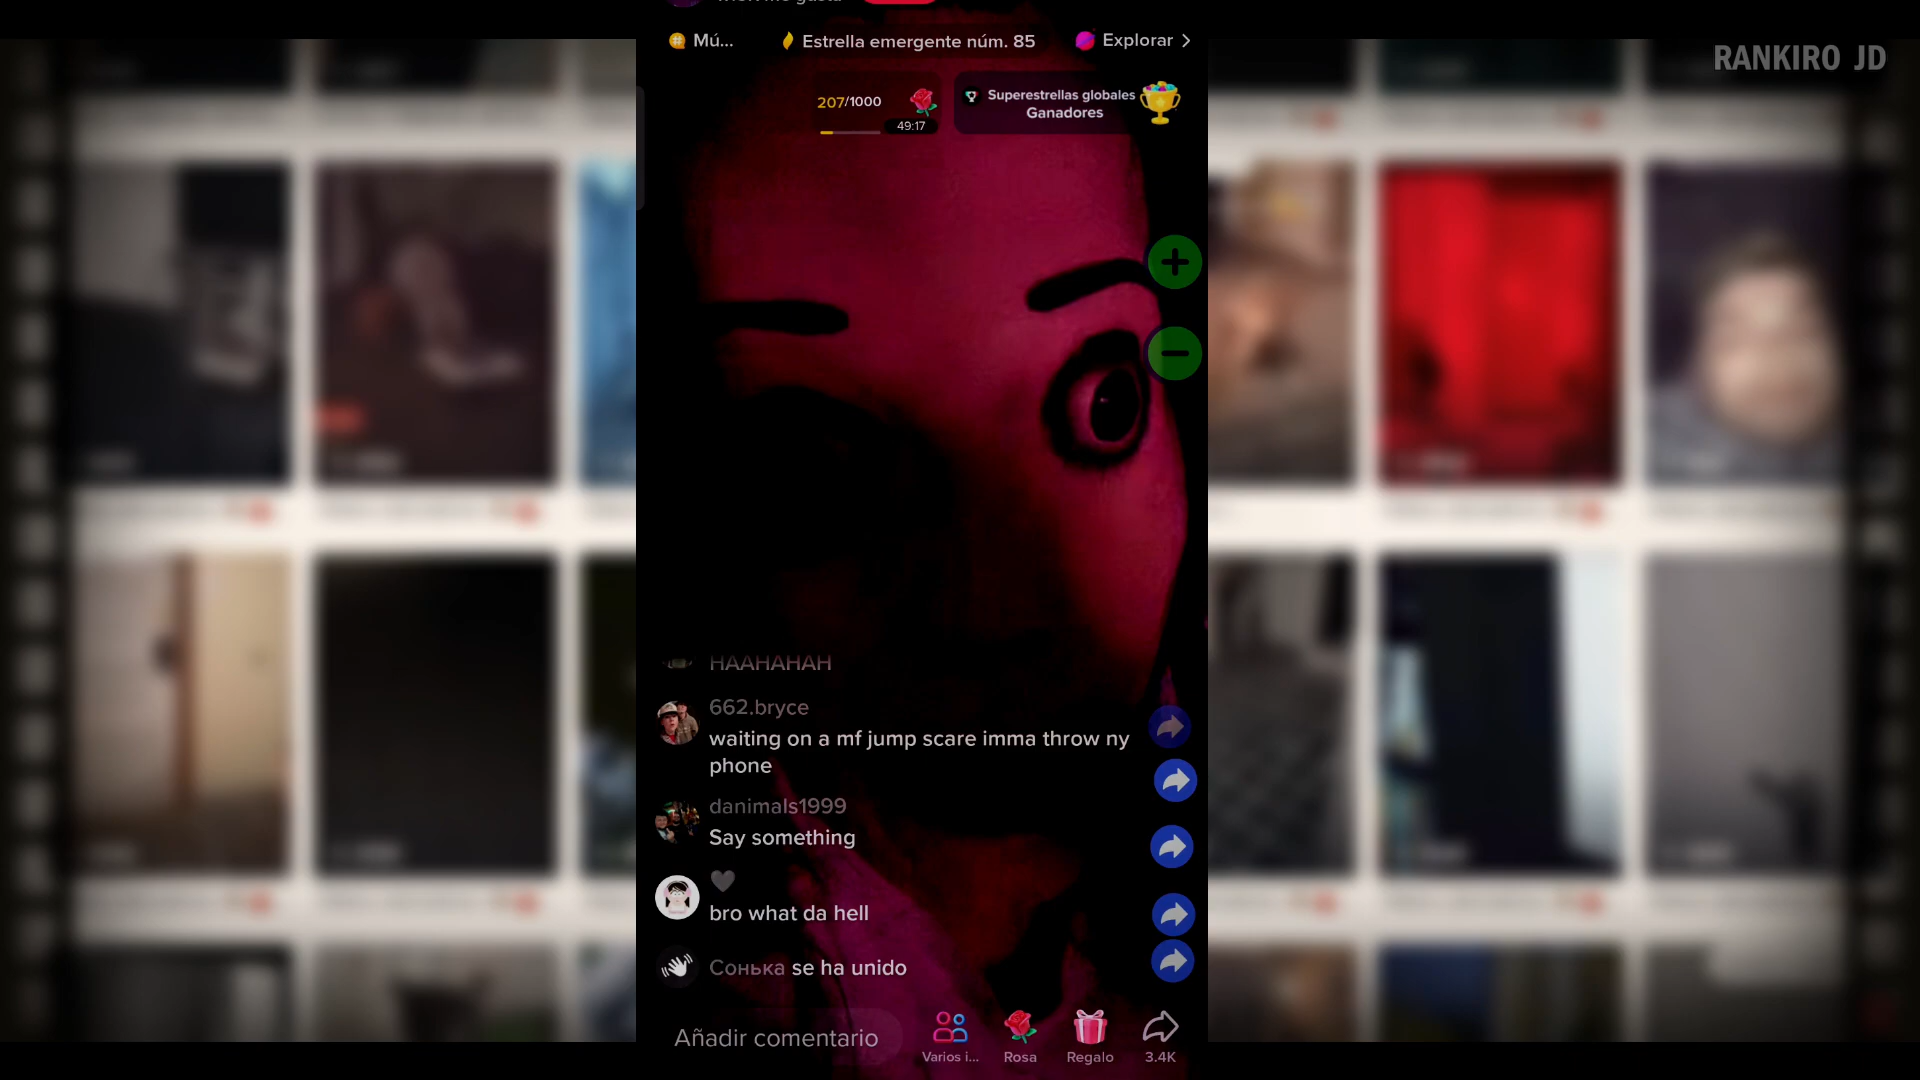 RANKIRO JD
Mú...
Estrella emergente núm. 85
Explorar
207/1000
49:17
Superestrellas globales
Ganadores
HAAHAHAH
662.bryce
waiting on a mf jump scare imma throw ny
phone
danimals1999
Say something
bro what da hell
Сонька se ha unido
Añadir comentario
Varios i...
Rosa
Regalo
3.4K